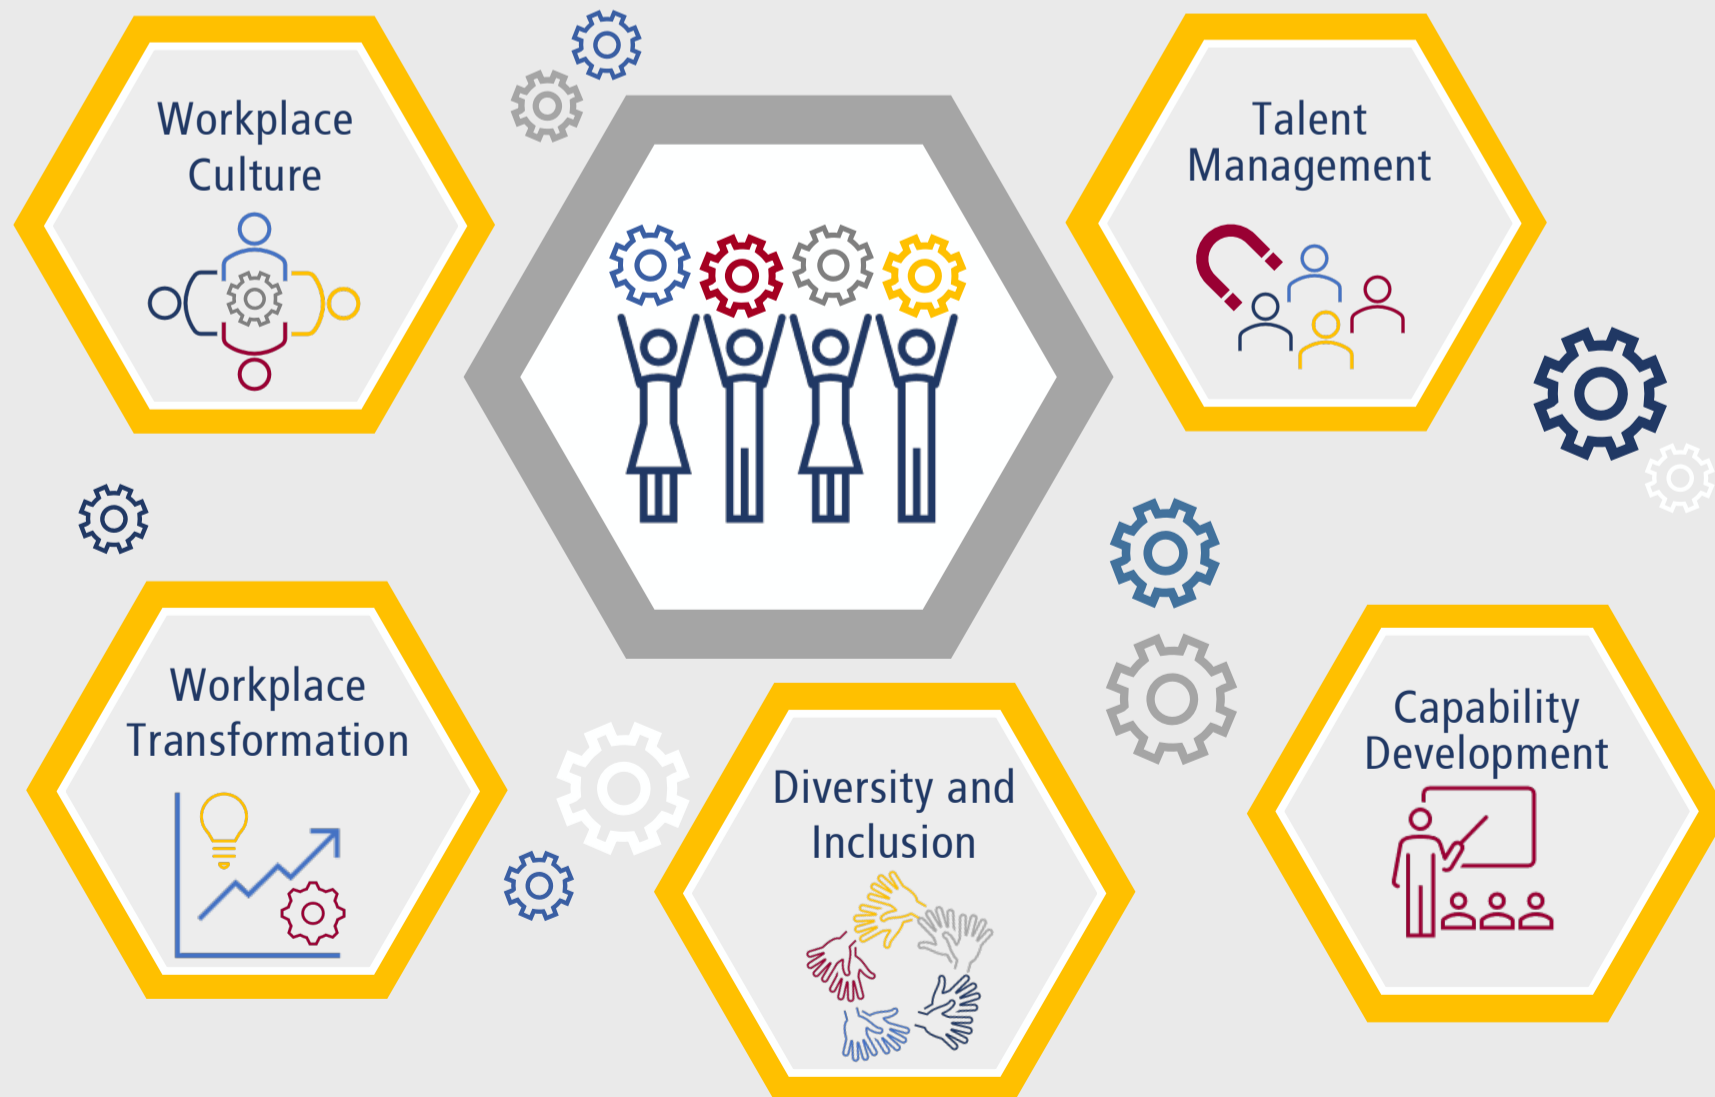 Workplace
Culture
Talent
Management
Workplace
Transformation
Diversity and
Inclusion
Capability
Development